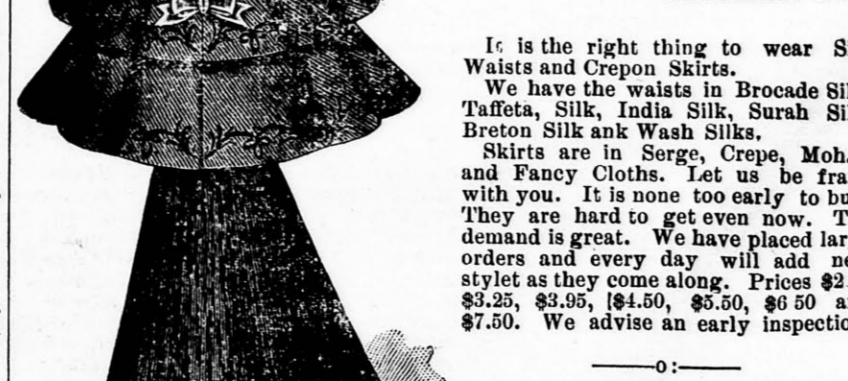 Is is the right thing to wear
Waists and Crepon Skirts.
We have the waists in Brocade
Taffeta, Silk, India Silk, Surah
Breton Silk ank Wash Silks.
Skirts are in Serge, Crepe,
and Fancy Cloths. Let us be
with you. It is none too early to
They are hard to get even now.
demand is great. We have placed
orders and every day will add
stylet as they come along. Prices
$3.25, $3.95, [$4.50, $5.50, $6 50
$7.50. We advise an early
——o:——